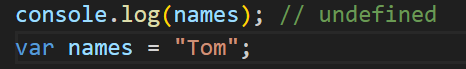 console.log(names); // undefined
var names = "Tom";